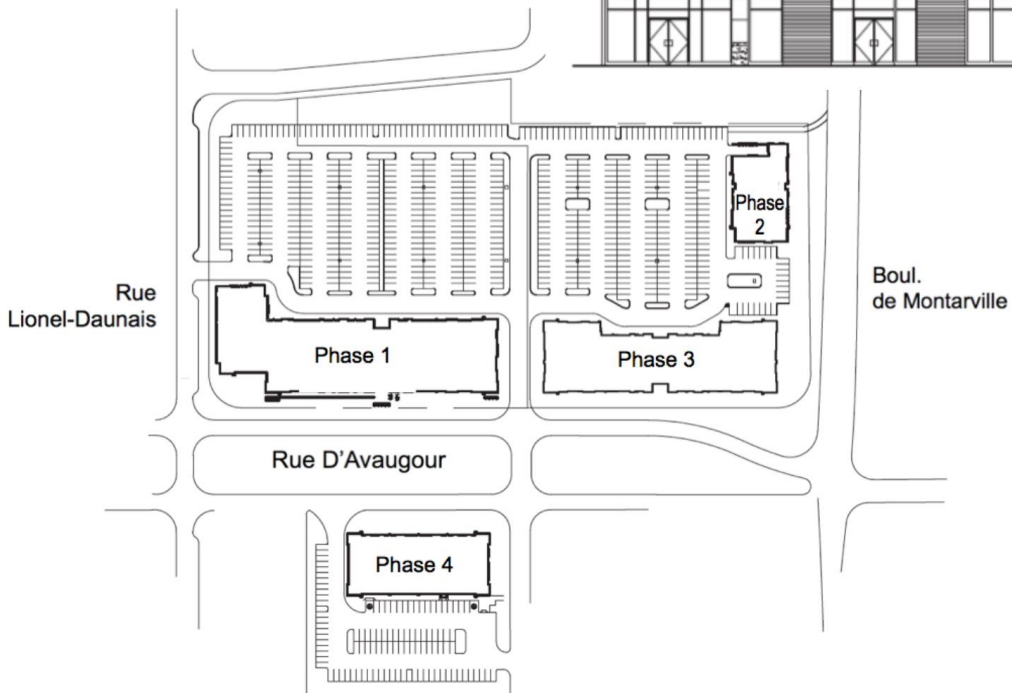 Phase
2
Rue
Lionel-Daunais
Boul.
de Montarville
Phase 1
Phase 3
Rue D'Avaugour
Phase 4